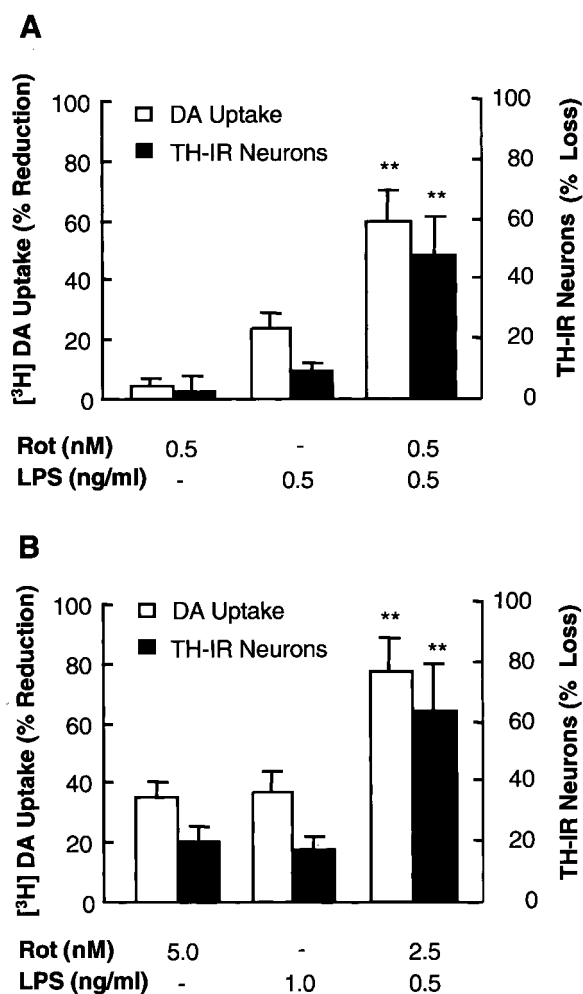 A
[³H] DA Uptake (% Reduction)
100
80
60
40
20
0
DA Uptake
TH-IR Neurons
**
**
100
80
60
40
20
0
TH-IR Neurons (% Loss)
Rot (nM) 0.5 - 0.5
LPS (ng/ml) - 0.5 0.5
B
[³H] DA Uptake (% Reduction)
100
80
60
40
20
0
DA Uptake
TH-IR Neurons
**
**
100
80
60
40
20
0
TH-IR Neurons (% Loss)
Rot (nM) 5.0 - 2.5
LPS (ng/ml) - 1.0 0.5